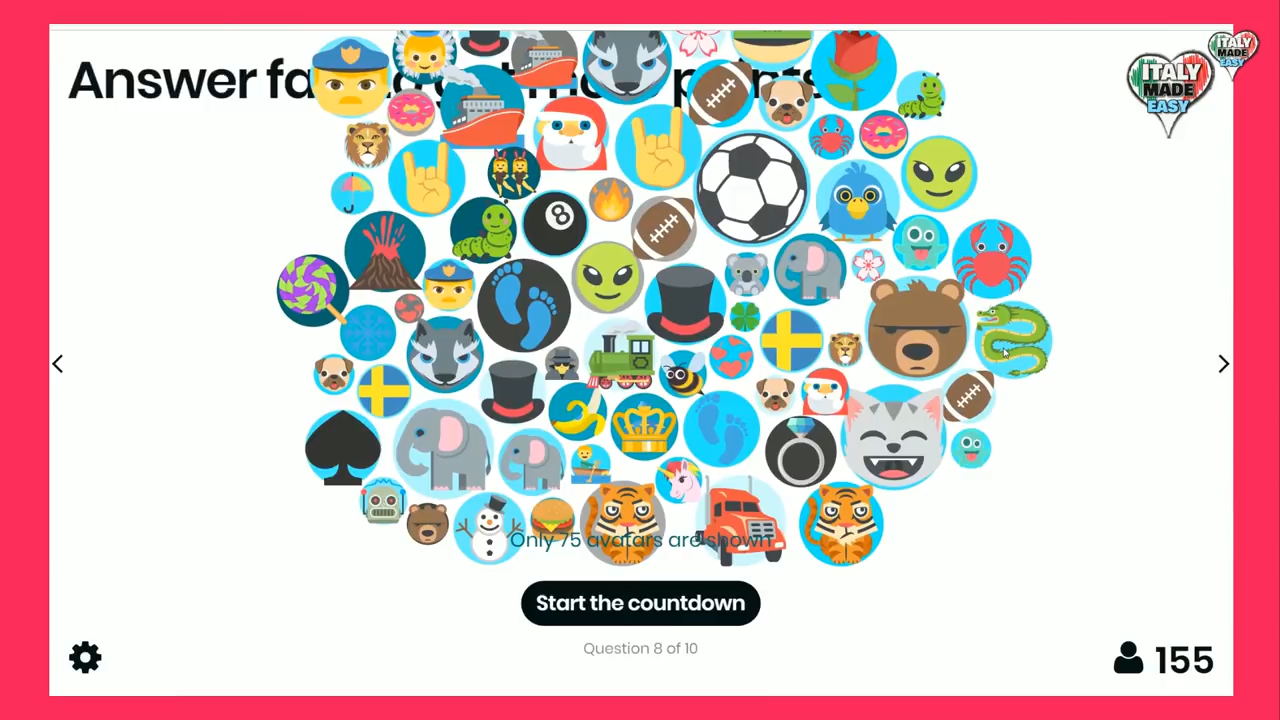 Answer fa
ITALY
MADE
EASY
ITALY
MADE
EASY
8
Only 75 avatars are shown
Start the countdown
Question 8 of 10
155